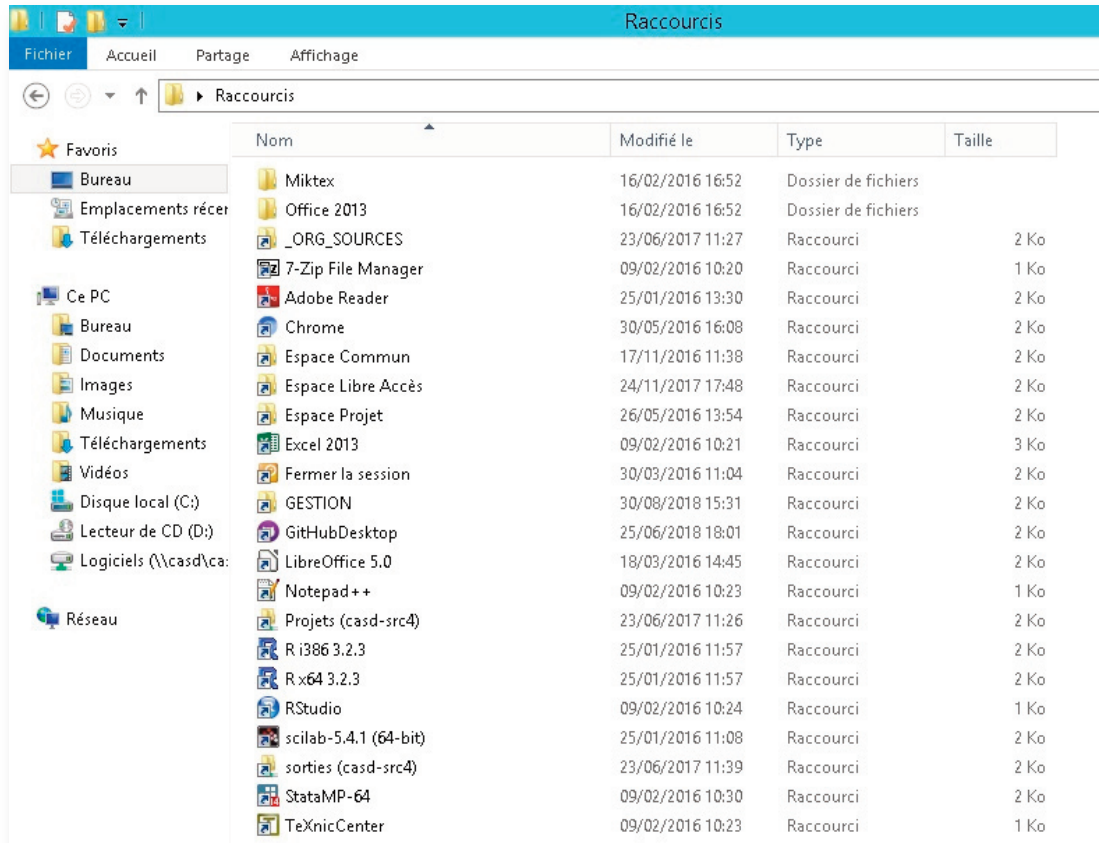 Raccourcis
Fichier Accueil Partage Affichage
Raccourcis
Favoris
Bureau
Emplacements récer
Téléchargements
Ce PC
Bureau
Documents
Images
Musique
Téléchargements
Vidéos
Disque local (C:)
Lecteur de CD (D:)
Logiciels (\\casd\ca:
Réseau
Nom Modifié le Type Taille
Miktex 16/02/2016 16:52 Dossier de fichiers
Office 2013 16/02/2016 16:52 Dossier de fichiers
_ORG_SOURCES 23/06/2017 11:27 Raccourci 2 Ko
7-Zip File Manager 09/02/2016 10:20 Raccourci 1 Ko
Adobe Reader 25/01/2016 13:30 Raccourci 2 Ko
Chrome 30/05/2016 16:08 Raccourci 2 Ko
Espace Commun 17/11/2016 11:38 Raccourci 2 Ko
Espace Libre Accès 24/11/2017 17:48 Raccourci 2 Ko
Espace Projet 26/05/2016 13:54 Raccourci 2 Ko
Excel 2013 09/02/2016 10:21 Raccourci 3 Ko
Fermer la session 30/03/2016 11:04 Raccourci 2 Ko
GESTION 30/08/2018 15:31 Raccourci 2 Ko
GitHubDesktop 25/06/2018 18:01 Raccourci 2 Ko
LibreOffice 5.0 18/03/2016 14:45 Raccourci 2 Ko
Notepad++ 09/02/2016 10:23 Raccourci 1 Ko
Projets (casd-src4) 23/06/2017 11:26 Raccourci 2 Ko
R i386 3.2.3 25/01/2016 11:57 Raccourci 2 Ko
R x64 3.2.3 25/01/2016 11:57 Raccourci 2 Ko
RStudio 09/02/2016 10:24 Raccourci 1 Ko
scilab-5.4.1 (64-bit) 25/01/2016 11:08 Raccourci 2 Ko
sorties (casd-src4) 23/06/2017 11:39 Raccourci 2 Ko
StataMP-64 09/02/2016 10:30 Raccourci 2 Ko
TeXnicCenter 09/02/2016 10:23 Raccourci 1 Ko